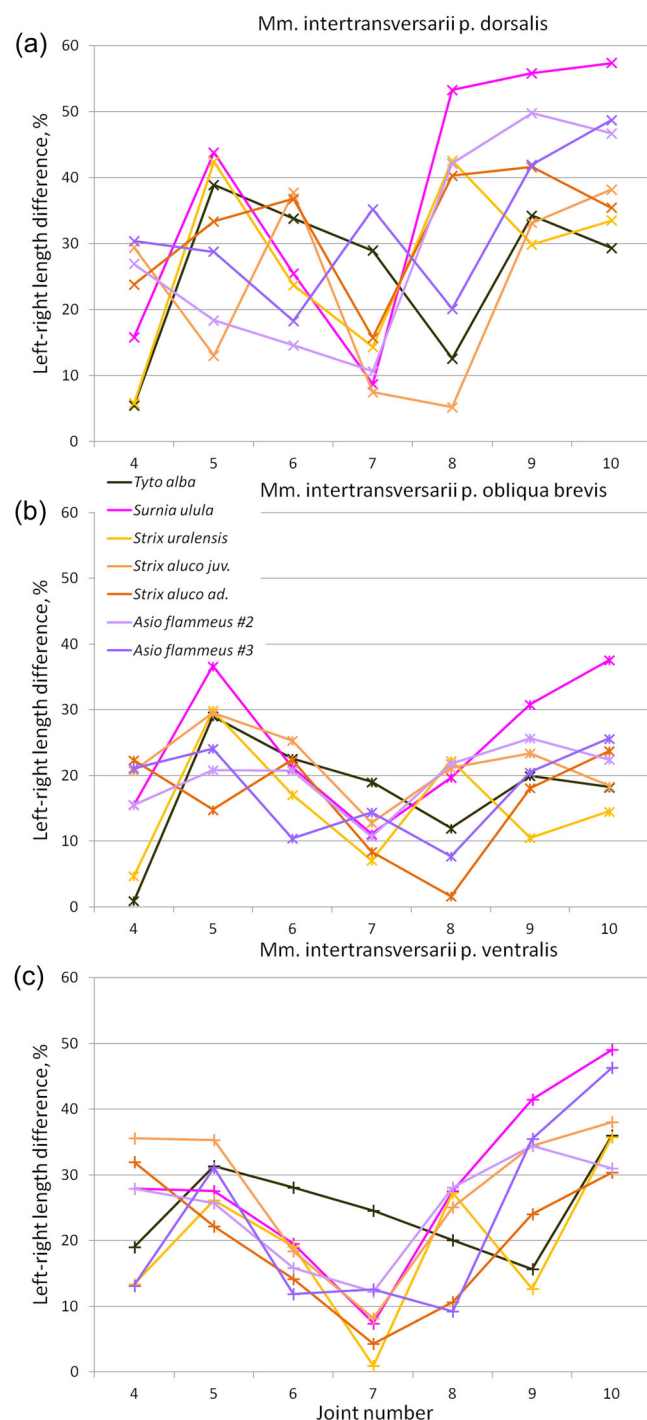 Mm. intertransversarii p. dorsalis
(a)
60
50
40
30
20
10
0
Left-right length difference, %
4 5 6 7 8 9 10
Tyto alba
Surnia ulula
Strix uralensis
Strix aluco juv.
Strix aluco ad.
Asio flammeus #2
Asio flammeus #3
Mm. intertransversarii p. obliqua brevis
(b)
60
50
40
30
20
10
0
Left-right length difference, %
4 5 6 7 8 9 10
Mm. intertransversarii p. ventralis
(c)
60
50
40
30
20
10
0
Left-right length difference, %
4 5 6 7 8 9 10
Joint number